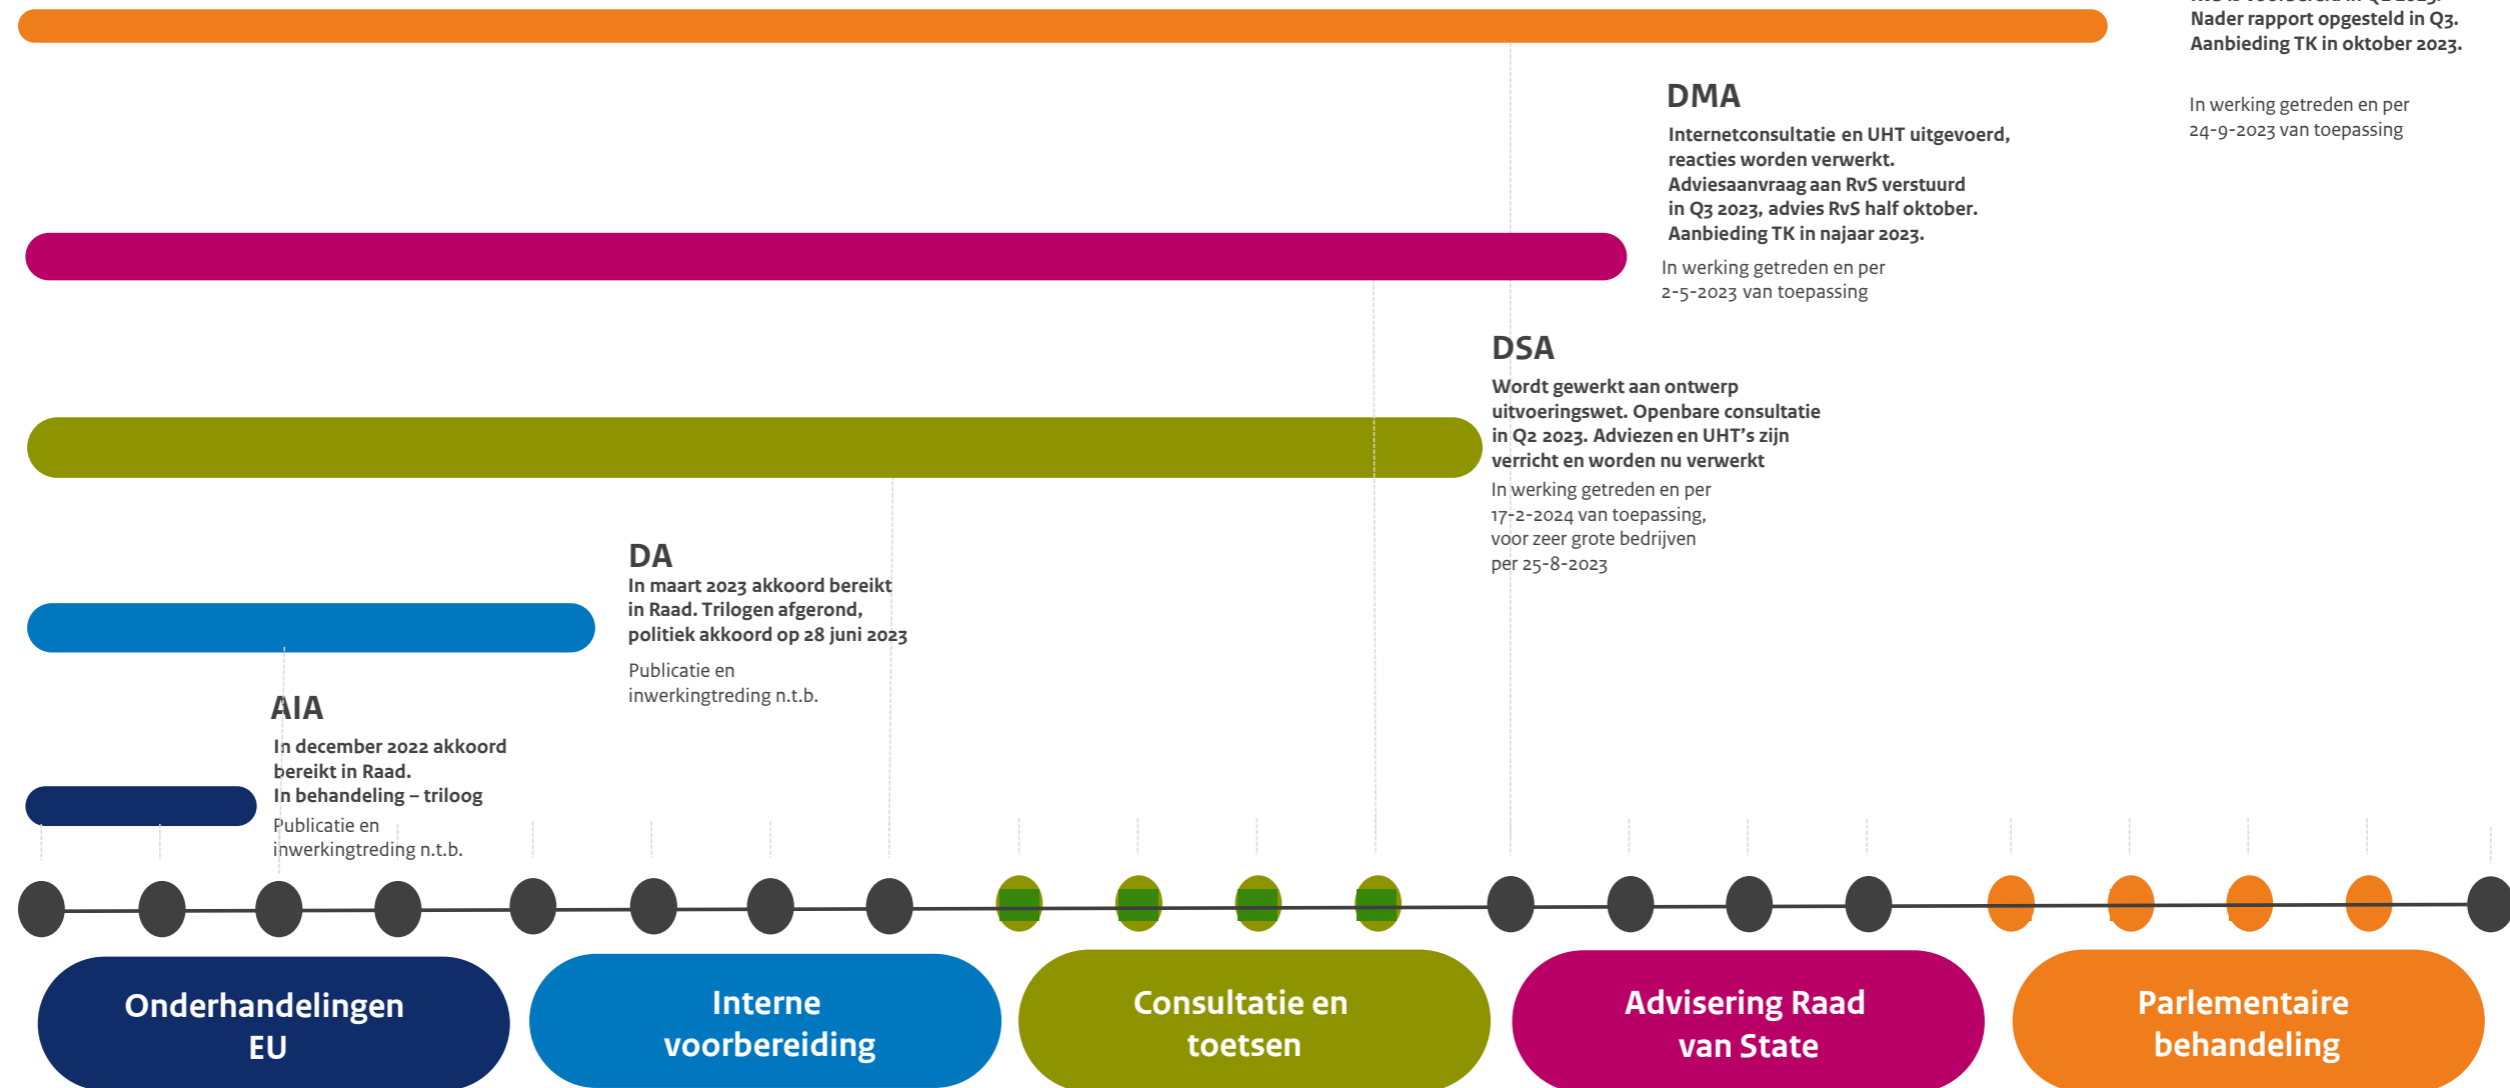 Nader rapport opgesteld in Q3.
Aanbieding TK in oktober 2023.
In werking getreden en per
24-9-2023 van toepassing
DMA
Internetconsultatie en UHT uitgevoerd,
reacties worden verwerkt.
Adviesaanvraag aan RvS verstuurd
in Q3 2023, advies RvS half oktober.
Aanbieding TK in najaar 2023.
In werking getreden en per
2-5-2023 van toepassing
DSA
Wordt gewerkt aan ontwerp
uitvoeringswet. Openbare consultatie
in Q2 2023. Adviezen en UHT's zijn
verricht en worden nu verwerkt
In werking getreden en per
17-2-2024 van toepassing,
voor zeer grote bedrijven
per 25-8-2023
DA
In maart 2023 akkoord bereikt
in Raad. Trilogen afgerond,
politiek akkoord op 28 juni 2023
Publicatie en
inwerkingtreding n.t.b.
AIA
In december 2022 akkoord
bereikt in Raad.
In behandeling – triloog
Publicatie en
inwerkingtreding n.t.b.
Onderhandelingen
EU
Interne
voorbereiding
Consultatie en
toetsen
Advisering Raad
van State
Parlementaire
behandeling